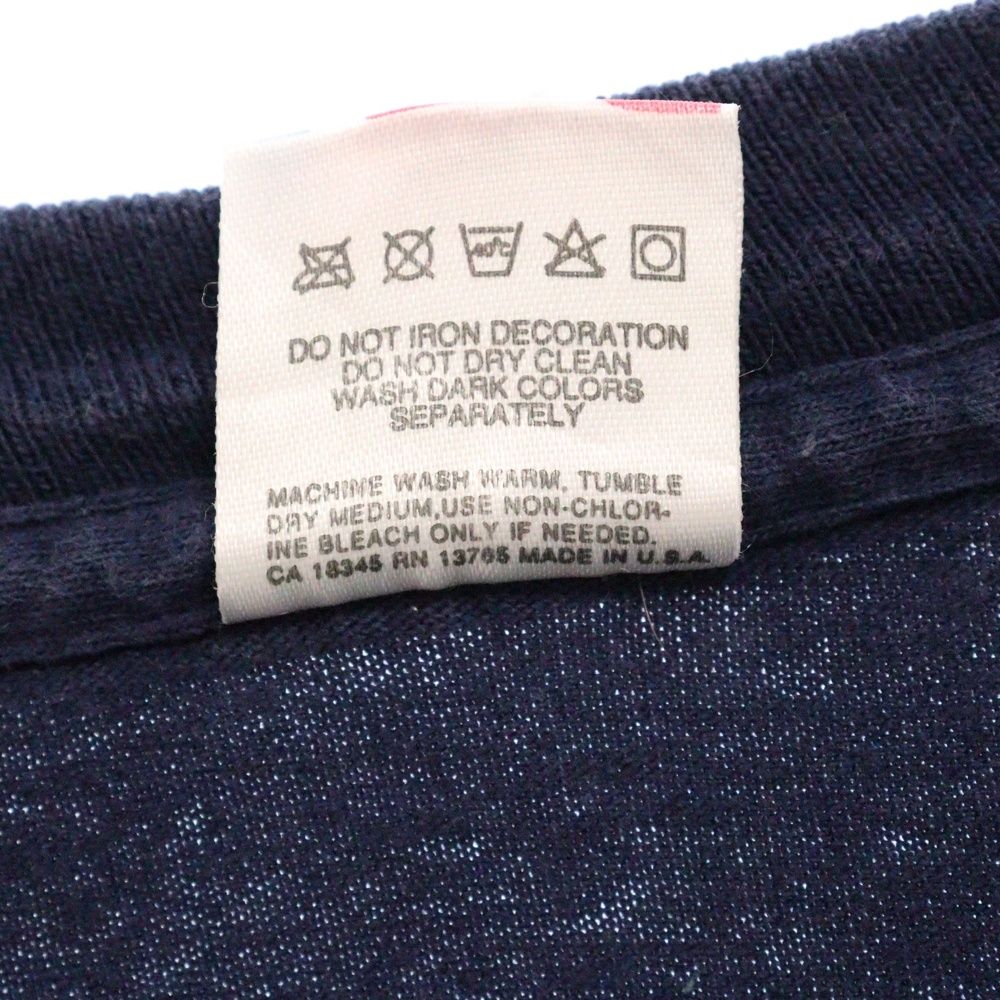 40°C
DO NOT IRON DECORATION
DO NOT DRY CLEAN
WASH DARK COLORS
SEPARATELY
MACHINE WASH WARM, TUMBLE
DRY MEDIUM,USE NON-CHLOR-
INE BLEACH ONLY IF NEEDED.
CA 18345 RN 13765 MADE IN U.S.A.